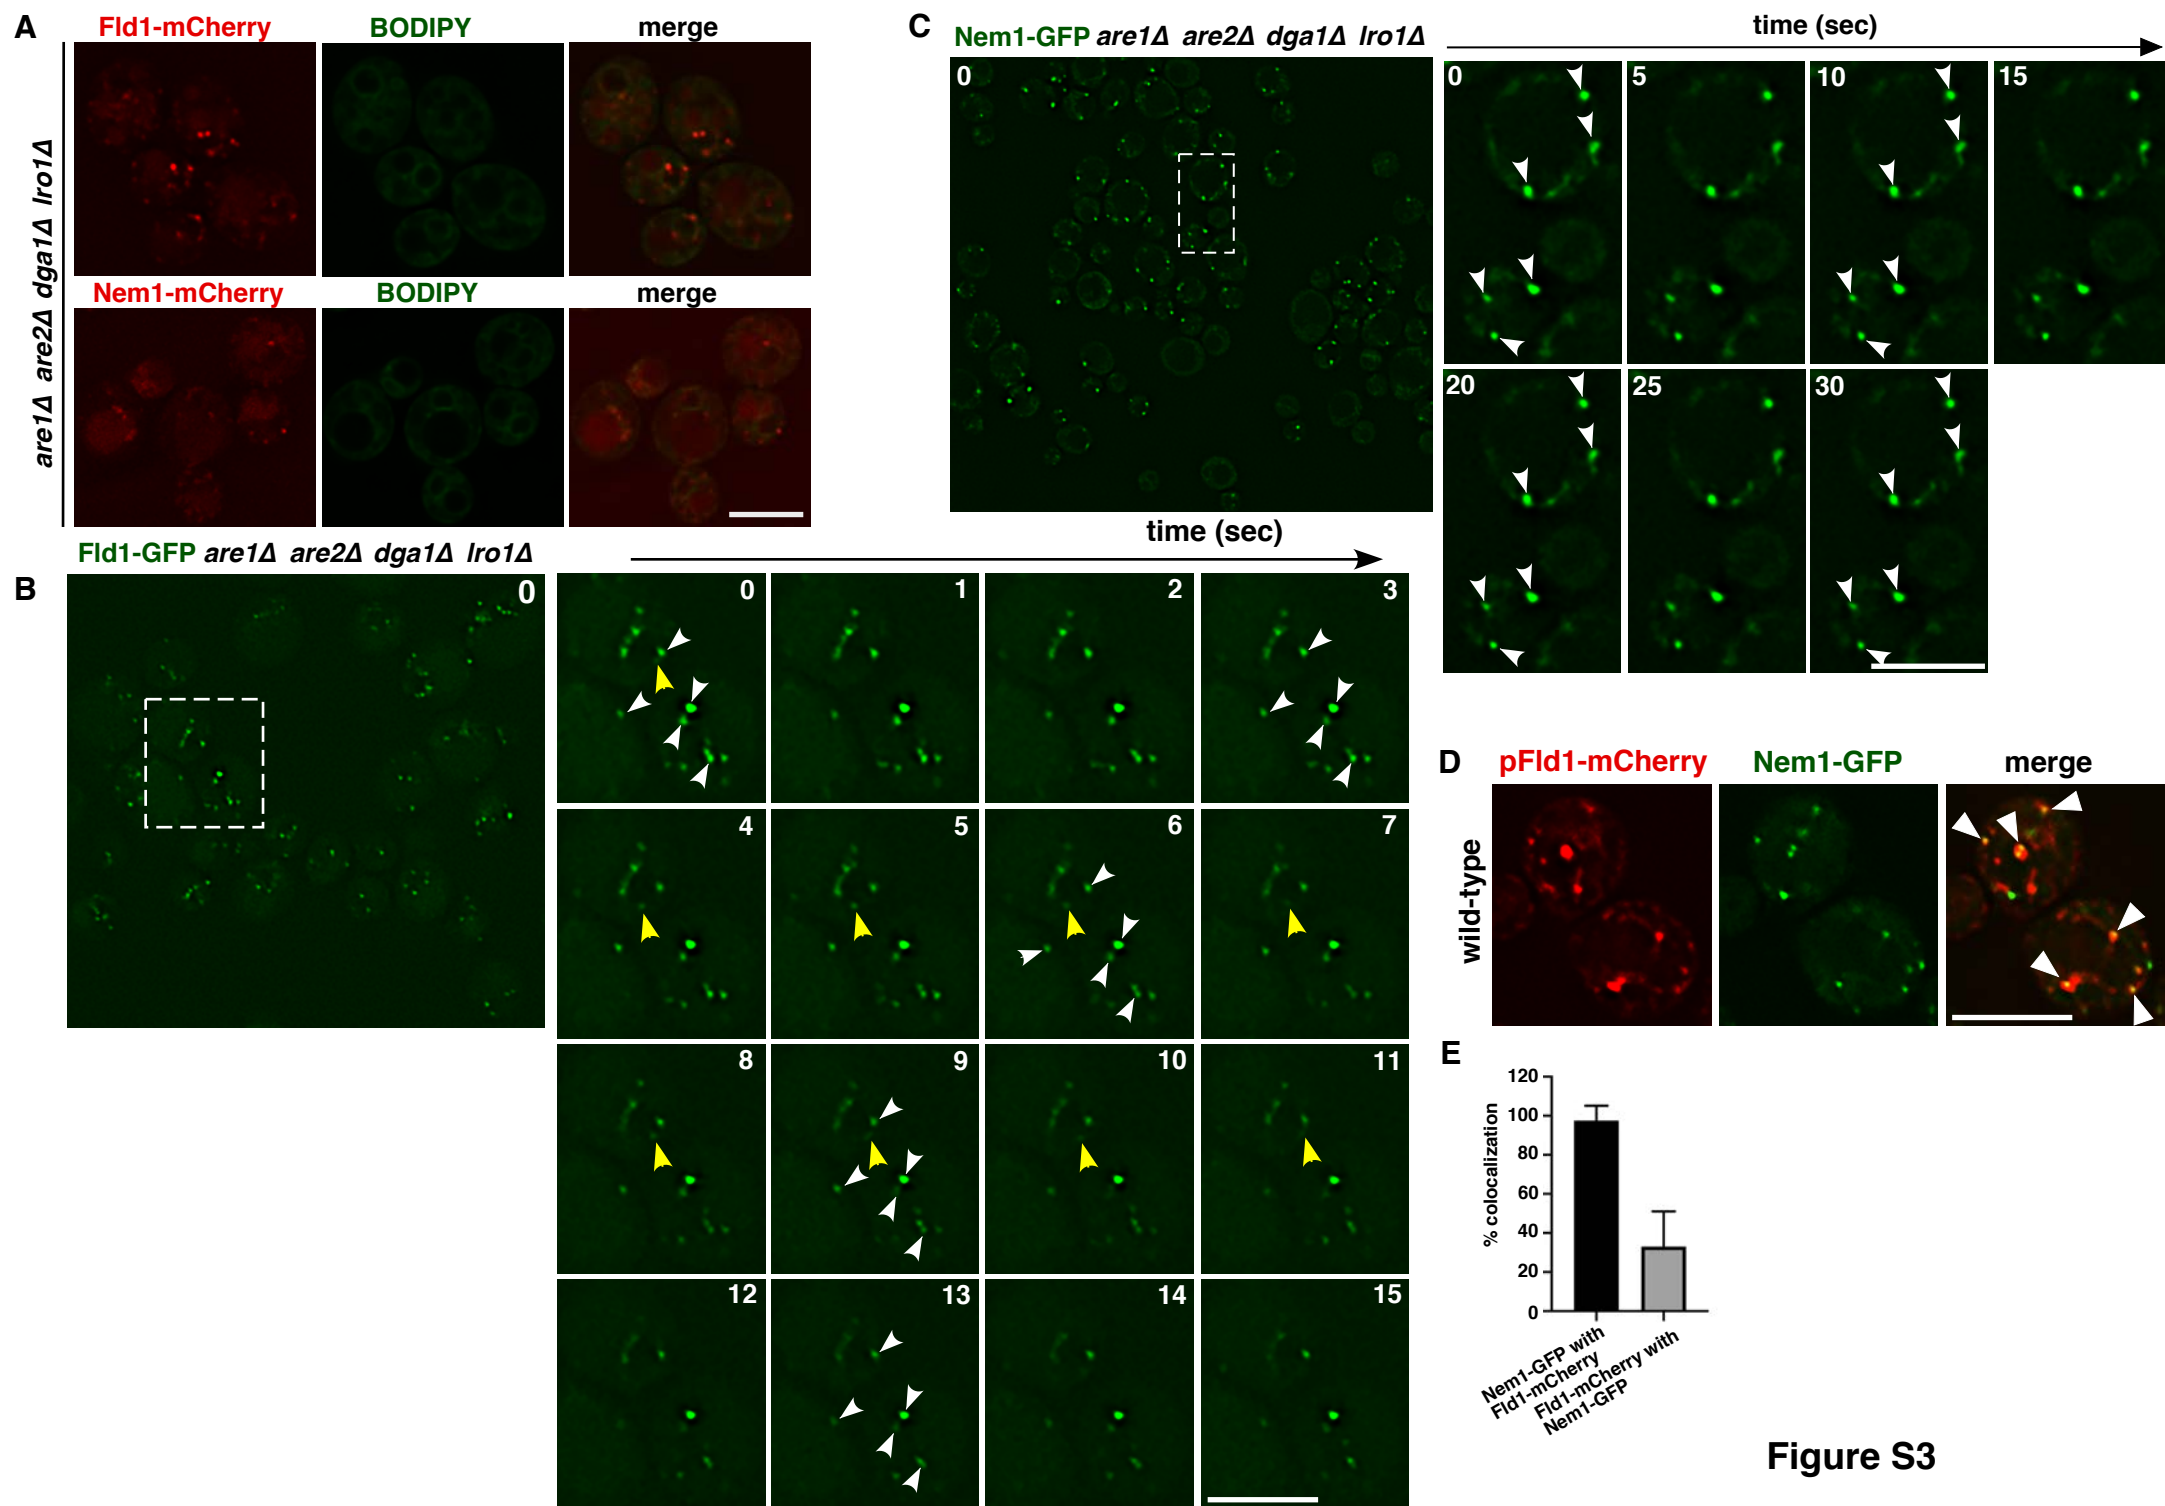 A
Fld1-mCherry
BODIPY
merge
are1Δ are2Δ dga1Δ lro1Δ
Nem1-mCherry
BODIPY
merge
C
Nem1-GFP are1Δ are2Δ dga1Δ lro1Δ
time (sec)
0
0
5
10
15
20
25
30
Fld1-GFP are1Δ are2Δ dga1Δ lro1Δ
time (sec)
B
0
0
1
2
3
4
5
6
7
8
9
10
11
12
13
14
15
D
pFld1-mCherry
Nem1-GFP
merge
wild-type
E
120
100
80
60
40
20
0
% colocalization
Nem1-GFP with
Fld1-mCherry
Fld1-mCherry with
Nem1-GFP
Figure S3